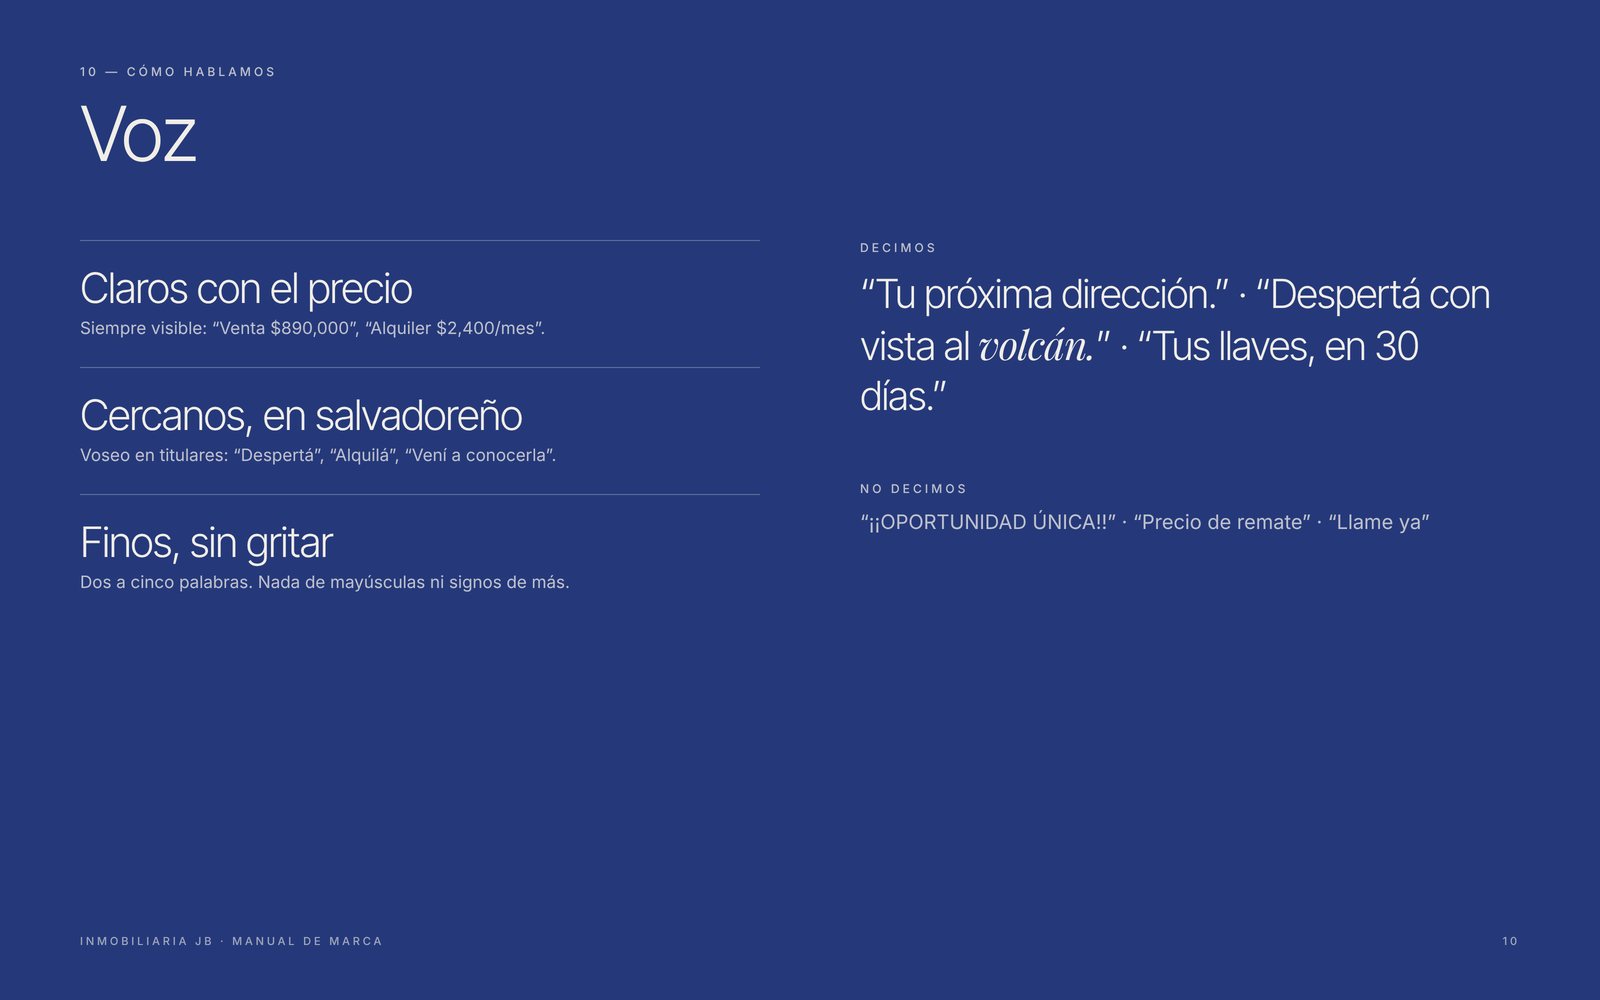 10 — CÓMO HABLAMOS
Voz
Claros con el precio
Siempre visible: “Venta $890,000”, “Alquiler $2,400/mes”.
Cercanos, en salvadoreño
Voseo en titulares: “Despertá”, “Alquilá”, “Vení a conocerla”.
Finos, sin gritar
Dos a cinco palabras. Nada de mayúsculas ni signos de más.
DECIMOS
“Tu próxima dirección.” · “Despertá con
vista al volcán.” · “Tus llaves, en 30
días.”
NO DECIMOS
“¡¡OPORTUNIDAD ÚNICA!!” · “Precio de remate” · “Llame ya”
INMOBILIARIA JB · MANUAL DE MARCA
10